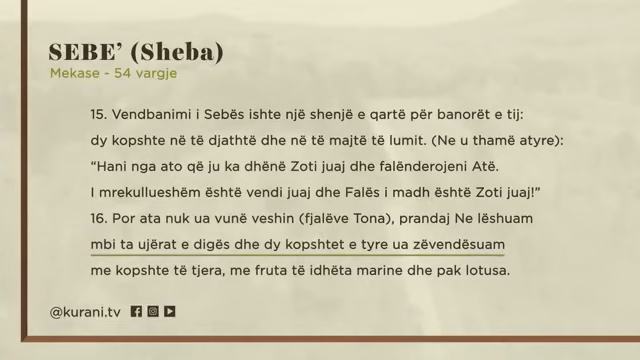 SEBE’ (Sheba)
Mekase - 54 vargje
15. Vendbanimi i Sebës ishte një shenjë e qartë për banorët e tij:
dy kopshte në të djathtë dhe në të majtë të lumit. (Ne u thamë atyre):
“Hani nga ato që ju ka dhënë Zoti juaj dhe falënderojeni Atë.
I mrekullueshëm është vendi juaj dhe Falës i madh është Zoti juaj!”
16. Por ata nuk ua vunë veshin (fjalëve Tona), prandaj Ne lëshuam
mbi ta ujërat e digës dhe dy kopshtet e tyre ua zëvendësuam
me kopshte të tjera, me fruta të idhëta marine dhe pak lotusa.
@kurani.tv